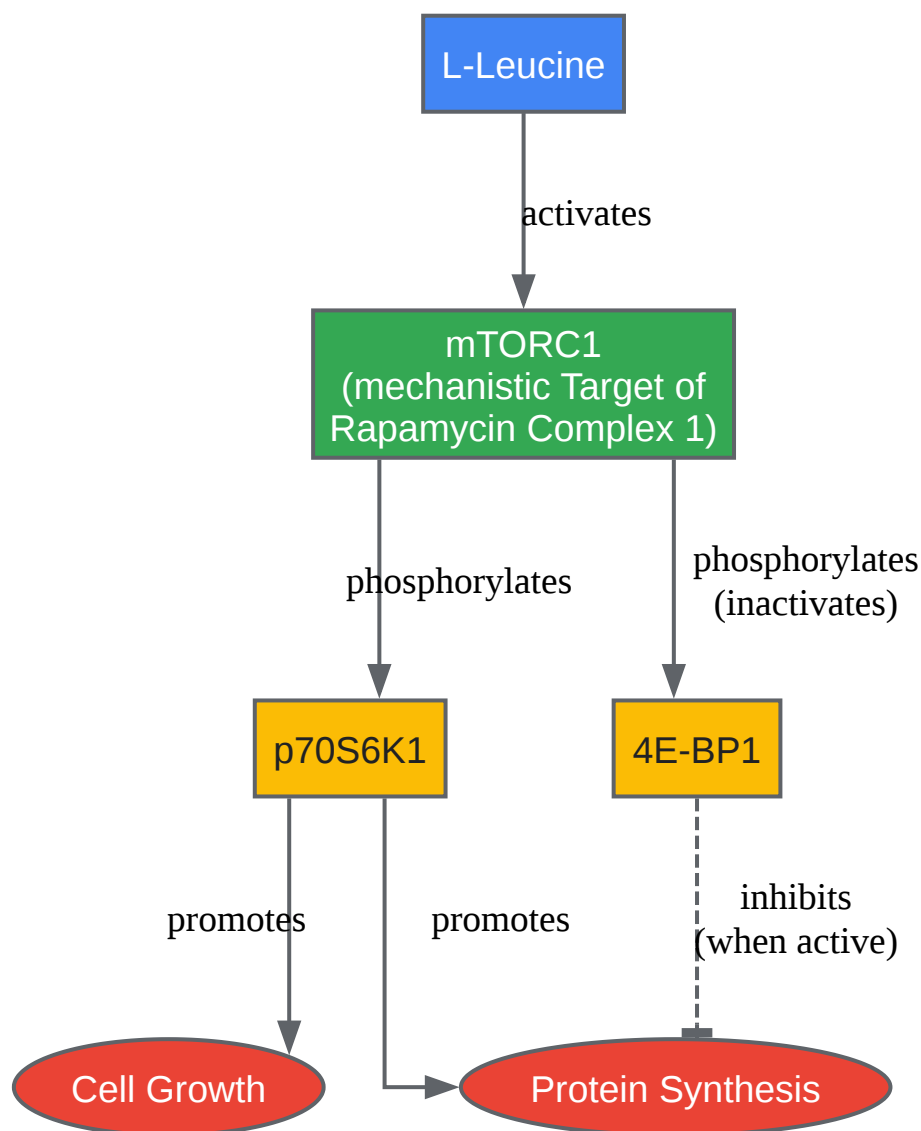 L-Leucine
activates
mTORC1
(mechanistic Target of
Rapamycin Complex 1)
phosphorylates
phosphorylates
(inactivates)
p70S6K1
4E-BP1
promotes
promotes
inhibits
(when active)
Cell Growth
Protein Synthesis